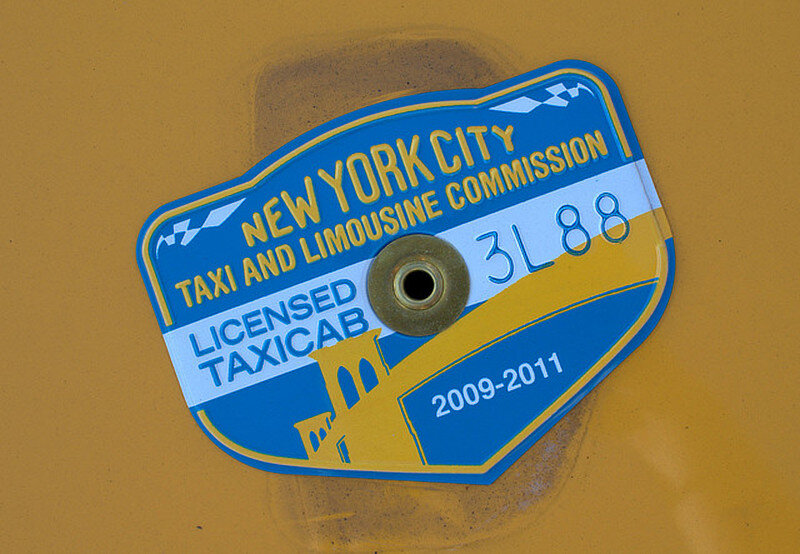 NEW YORK CITY
TAXI AND LIMOUSINE COMMISSION
3L88
LICENSED
TAXICAB
2009-2011